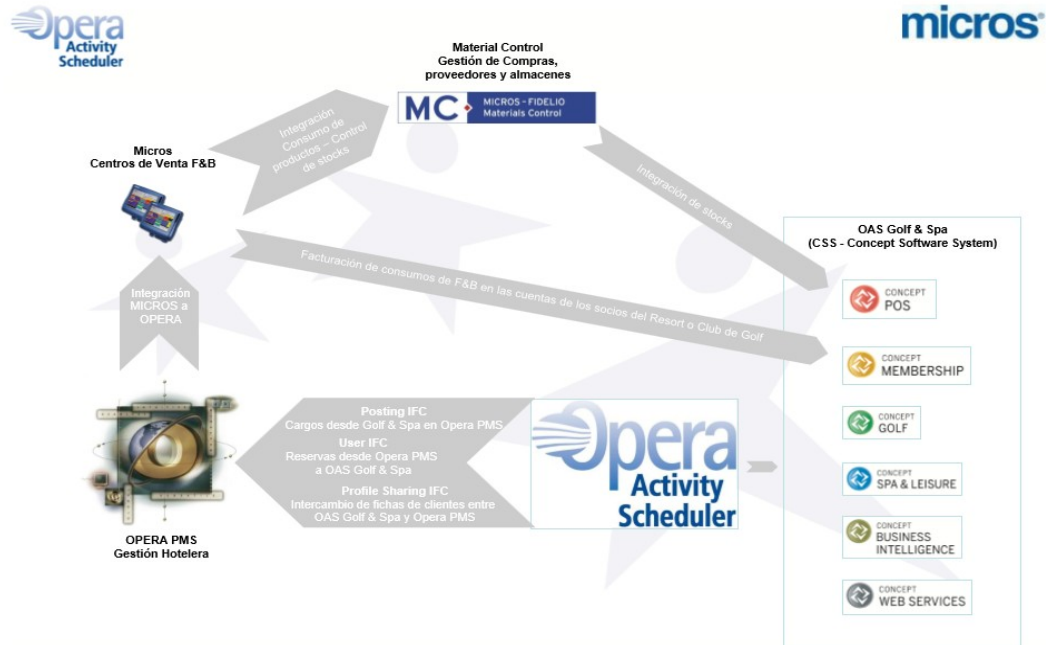 Opera
Activity
Scheduler
micros
Material Control
Gestión de Compras,
proveedores y almacenes
MC MICROS - FIDELIO
Materials Control
Integración
Consumo de
productos – Control
de stocks
Micros
Centros de Venta F&B
Integración de stocks
OAS Golf & Spa
(CSS - Concept Software System)
Facturación de consumos de F&B en las cuentas de los socios del Resort o Club de Golf
CONCEPT
POS
Integración
MICROS a
OPERA
CONCEPT
MEMBERSHIP
CONCEPT
GOLF
Posting IFC
Cargos desde Golf & Spa en Opera PMS
User IFC
Reservas desde Opera PMS
a OAS Golf & Spa
Profile Sharing IFC
Intercambio de fichas de clientes entre
OAS Golf & Spa y Opera PMS
Opera
Activity
Scheduler
CONCEPT
SPA & LEISURE
CONCEPT
BUSINESS
INTELLIGENCE
OPERA PMS
Gestión Hotelera
CONCEPT
WEB SERVICES